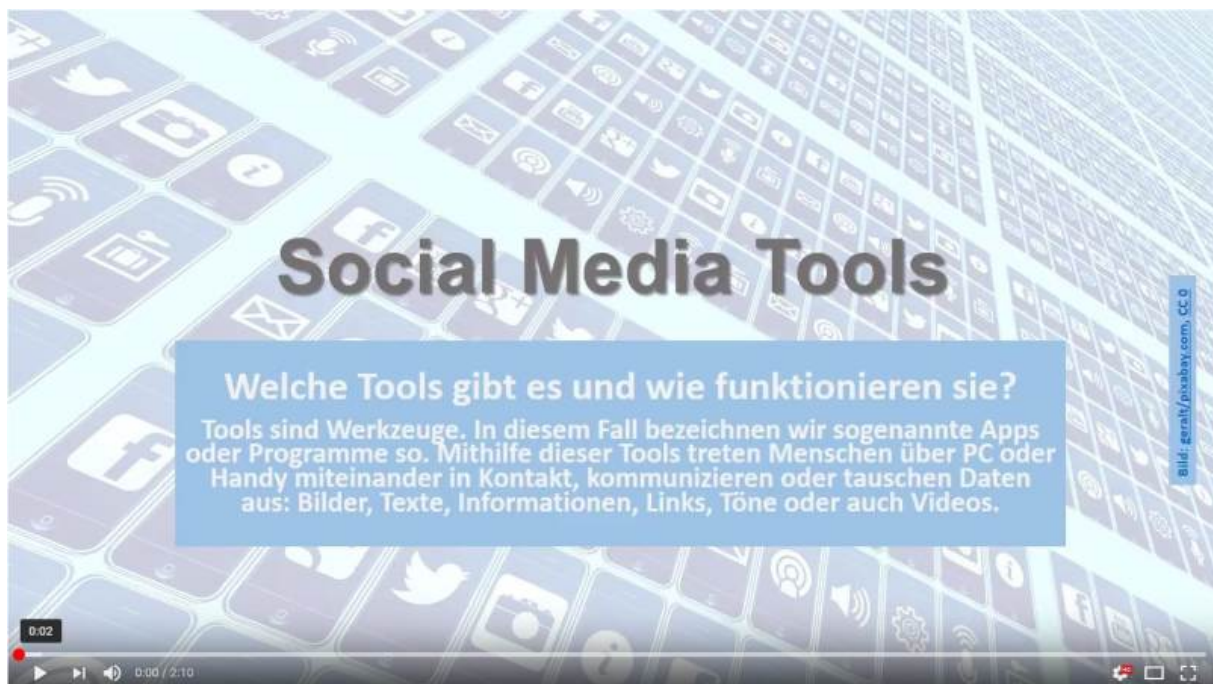 Social Media Tools
Welche Tools gibt es und wie funktionieren sie?
Tools sind Werkzeuge. In diesem Fall bezeichnen wir sogenannte Apps
oder Programme so. Mithilfe dieser Tools treten Menschen über PC oder
Handy miteinander in Kontakt, kommunizieren oder tauschen Daten
aus: Bilder, Texte, Informationen, Links, Töne oder auch Videos.
Bild: geralt/pixabay.com, CC 0
0:02
0:00 / 2:10